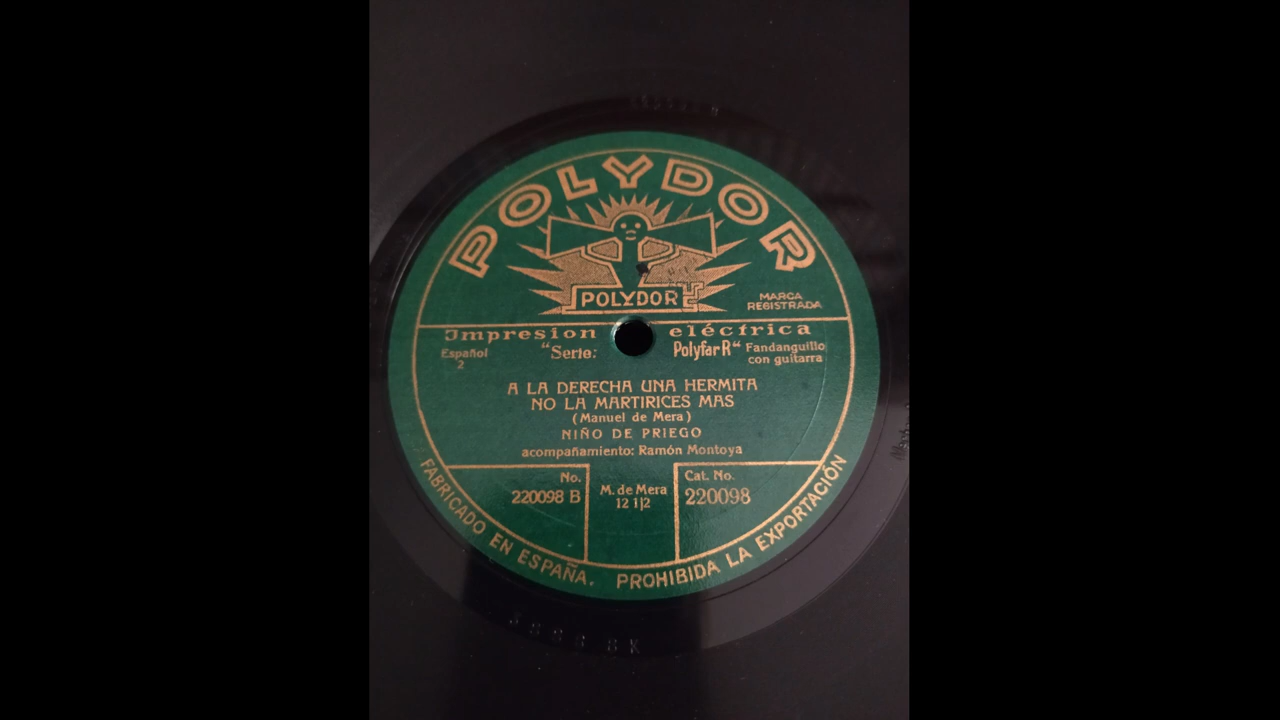 POLYDOR
POLYDOR
MARCA
REGISTRADA
Impresion eléctrica
Español
2
"Serie: PolyfarR"
Fandanguillo
con guitarra
A LA DERECHA UNA HERMITA
NO LA MARTIRICES MAS
(Manuel de Mera)
NIÑO DE PRIEGO
acompañamiento: Ramón Montoya
No.
220098 B
M. de Mera
12 1|2
Cat. No.
220098
FABRICADO EN ESPAÑA. PROHIBIDA LA EXPORTACIÓN